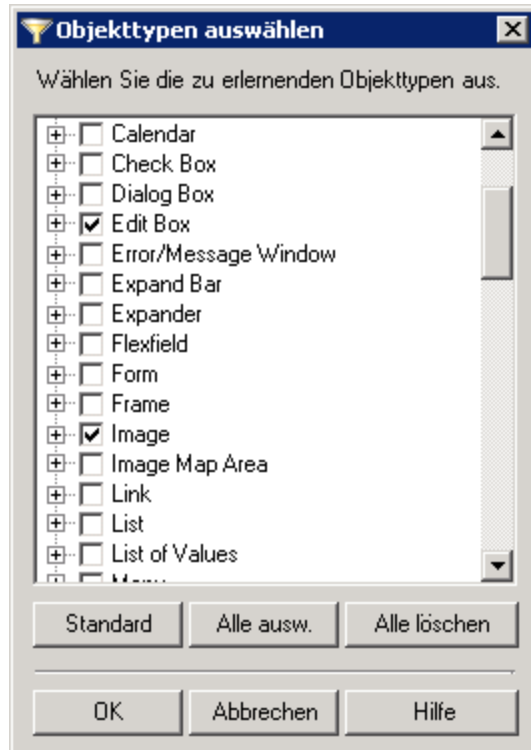 Objekttypen auswählen
Wählen Sie die zu erlernenden Objekttypen aus.
Calendar
Check Box
Dialog Box
Edit Box
Error/Message Window
Expand Bar
Expander
Flexfield
Form
Frame
Image
Image Map Area
Link
List
List of Values
Menu
Standard
Alle ausw.
Alle löschen
OK
Abbrechen
Hilfe